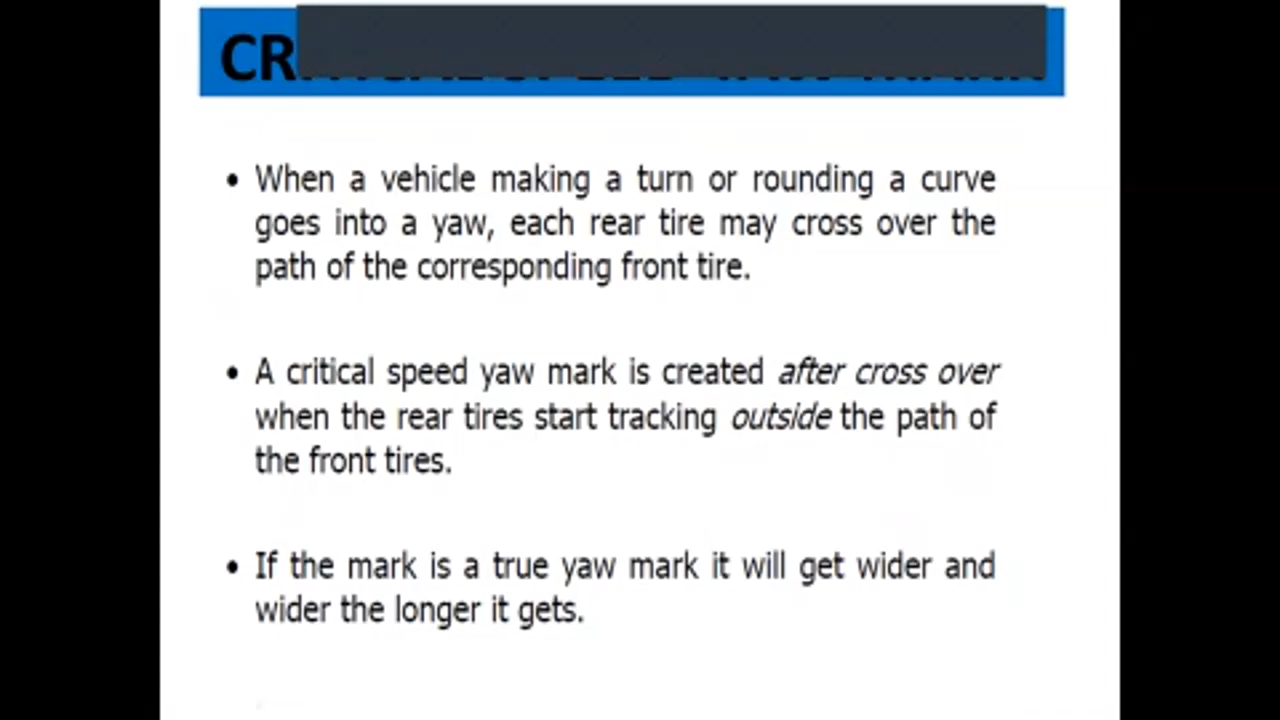 CR
• When a vehicle making a turn or rounding a curve
goes into a yaw, each rear tire may cross over the
path of the corresponding front tire.
• A critical speed yaw mark is created after cross over
when the rear tires start tracking outside the path of
the front tires.
• If the mark is a true yaw mark it will get wider and
wider the longer it gets.